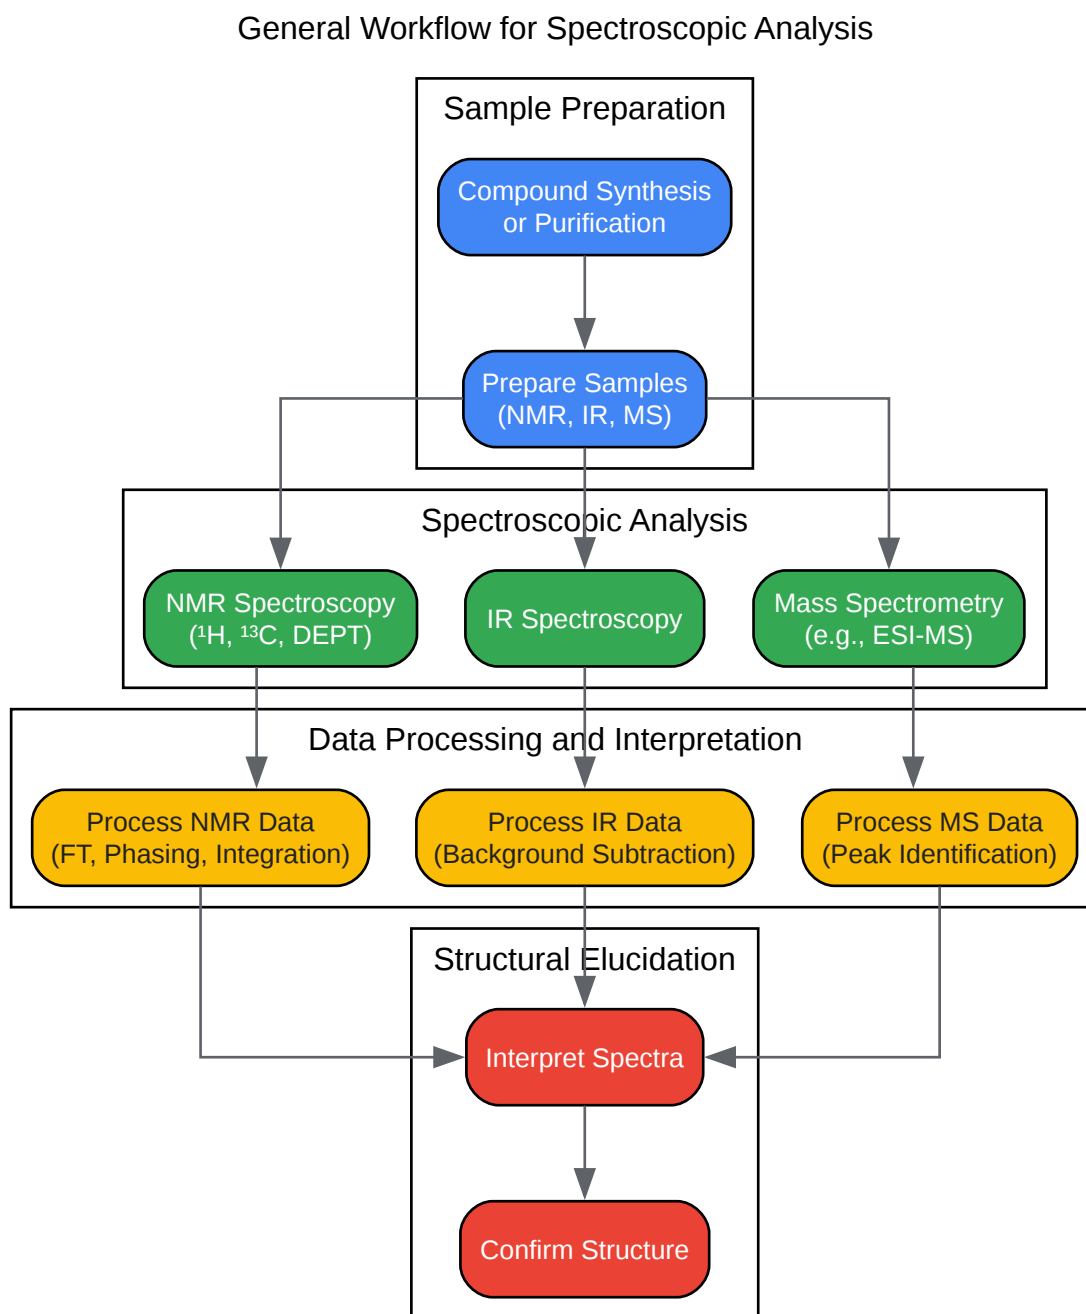 General Workflow for Spectroscopic Analysis
Sample Preparation
Compound Synthesis
or Purification
Prepare Samples
(NMR, IR, MS)
Spectroscopic Analysis
NMR Spectroscopy
(¹H, ¹³C, DEPT)
IR Spectroscopy
Mass Spectrometry
(e.g., ESI-MS)
Data Processing and Interpretation
Process NMR Data
(FT, Phasing, Integration)
Process IR Data
(Background Subtraction)
Process MS Data
(Peak Identification)
Structural Elucidation
Interpret Spectra
Confirm Structure